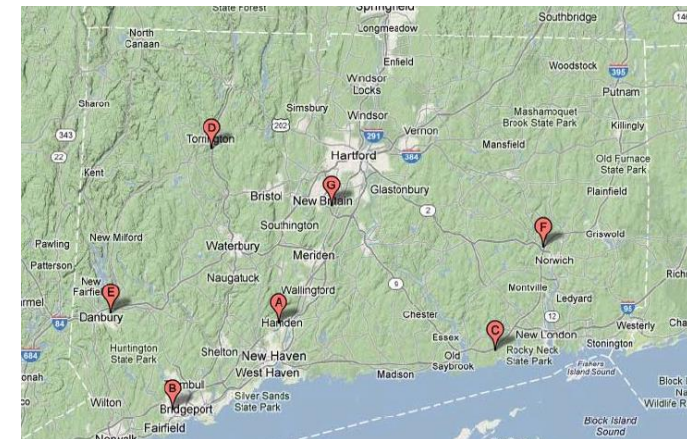 State Forest
Springfield
Southbridge
North
Canaan
Longmeadow
Enfield
Woodstock
395
Putnam
Windsor
Locks
Sharon
Simsbury
Windsor
Mashamoquet
Brook State Park
Killingly
D
Torrington
202
291
Vernon
343
Hartford
384
Mansfield
Old Furnace
State Park
22
Kent
G
Bristol
New Britain
Glastonbury
Plainfield
2
Southington
F
Griswold
Pawling
New Milford
Waterbury
Meriden
Norwich
Patterson
Naugatuck
New
Fairfield
E
Wallingford
9
Montville
Ledyard
A
Danbury
84
Hamden
Chester
12
95
C
Essex
New London
Westerly
684
Huntington
State Park
Shelton
New Haven
Old
Saybrook
Rocky Neck
State Park
Stonington
West Haven
Madson
Fishers
Island Sound
B
Wilton
Bridgeport
Silver Sands
State Park
Fairfield
Block Island
Sound